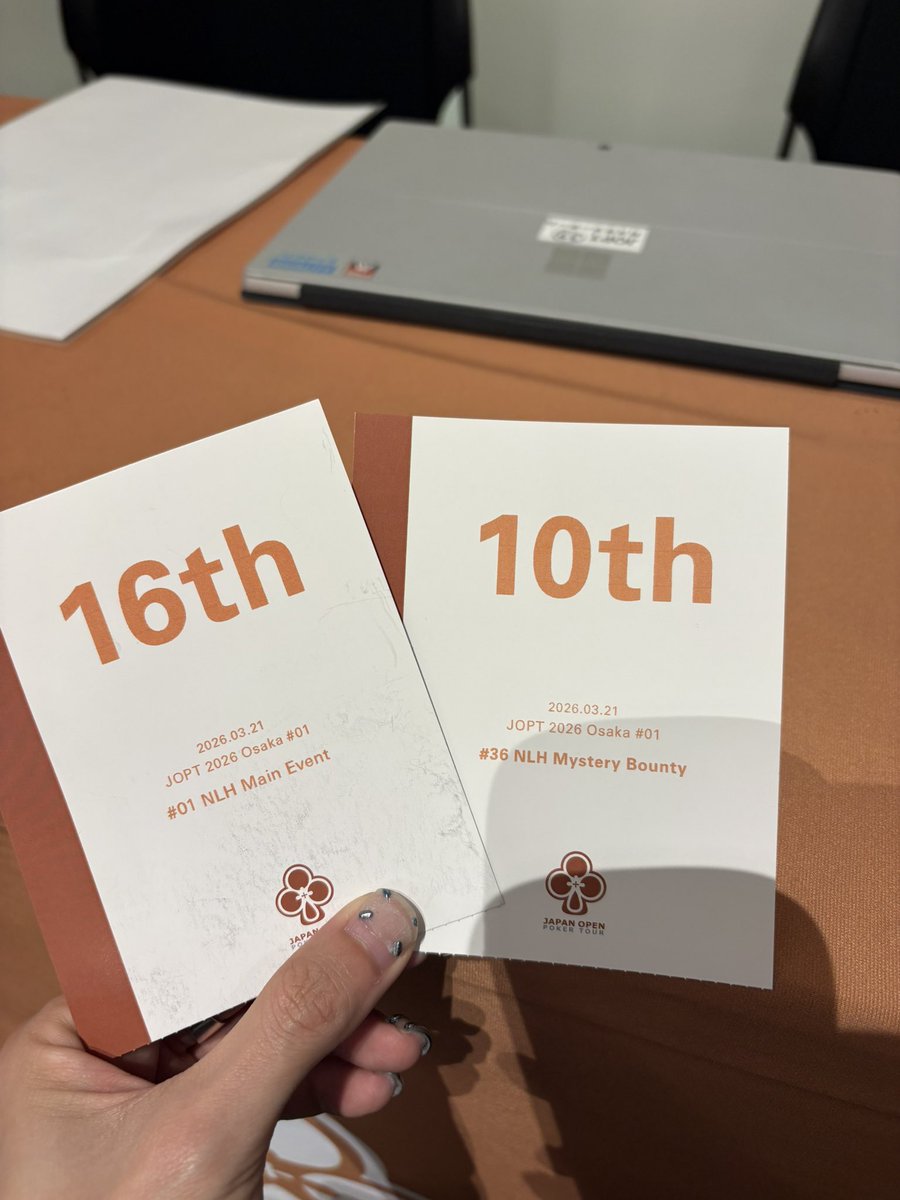 16th
2026.03.21
JOPT 2026 Osaka #01
#01 NLH Main Event
JAPAN
10th
2026.03.21
JOPT 2026 Osaka #01
#36 NLH Mystery Bounty
JAPAN OPEN
POKER TOUR